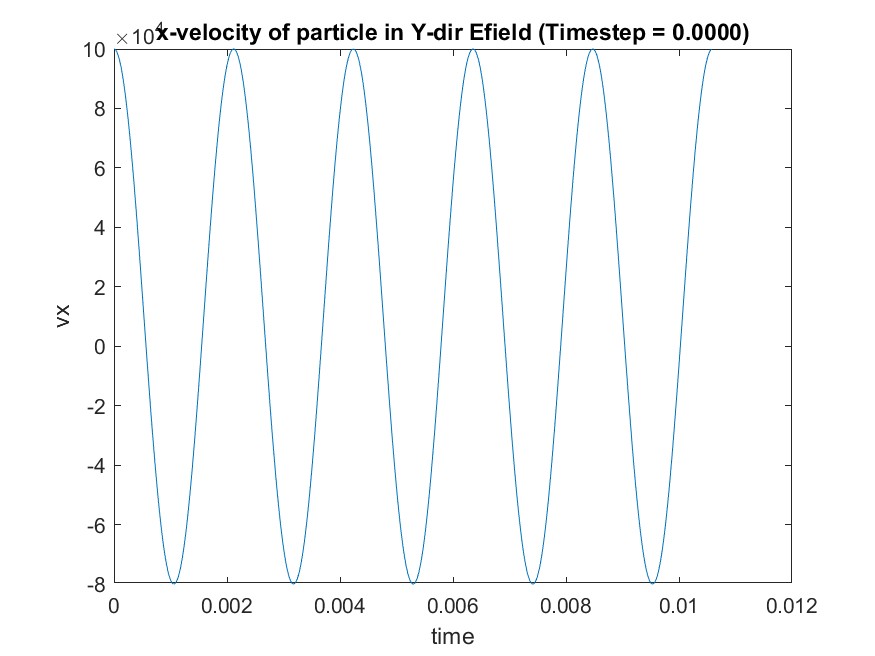 ×10⁴
x-velocity of particle in Y-dir Efield (Timestep = 0.0000)
10
8
6
4
2
0
-2
-4
-6
-8
vx
0 0.002 0.004 0.006 0.008 0.01 0.012
time